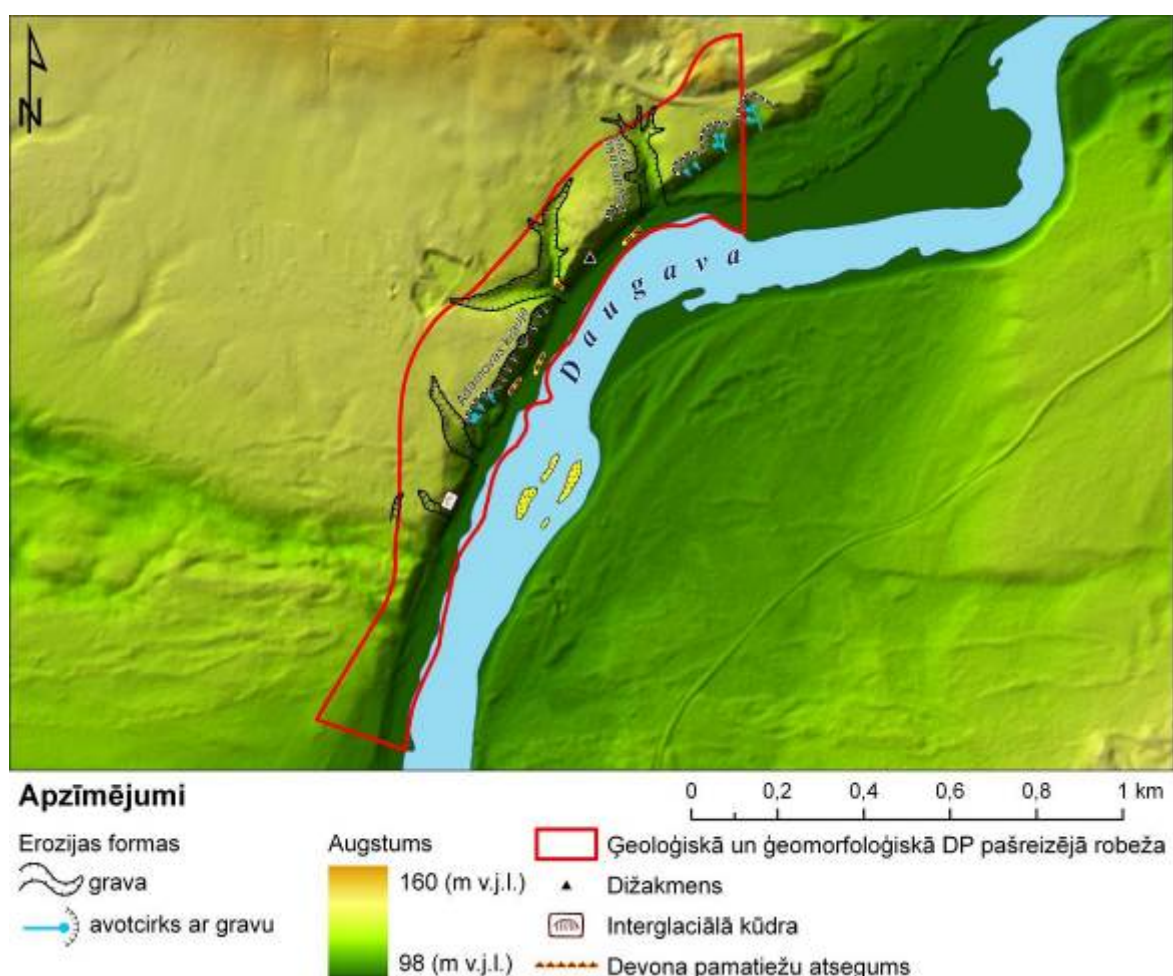 N
Daugava
Apzīmējumi
0 0,2 0,4 0,6 0,8 1 km
Erozijas formas
grava
avotcirks ar gravu
Augstums
160 (m v.j.l.)
98 (m v.j.l.)
Ģeoloģiskā un ģeomorfoloģiskā DP pašreizējā robeža
Dižakmens
Interglaciālā kūdra
Devona pamatiežu atsegums